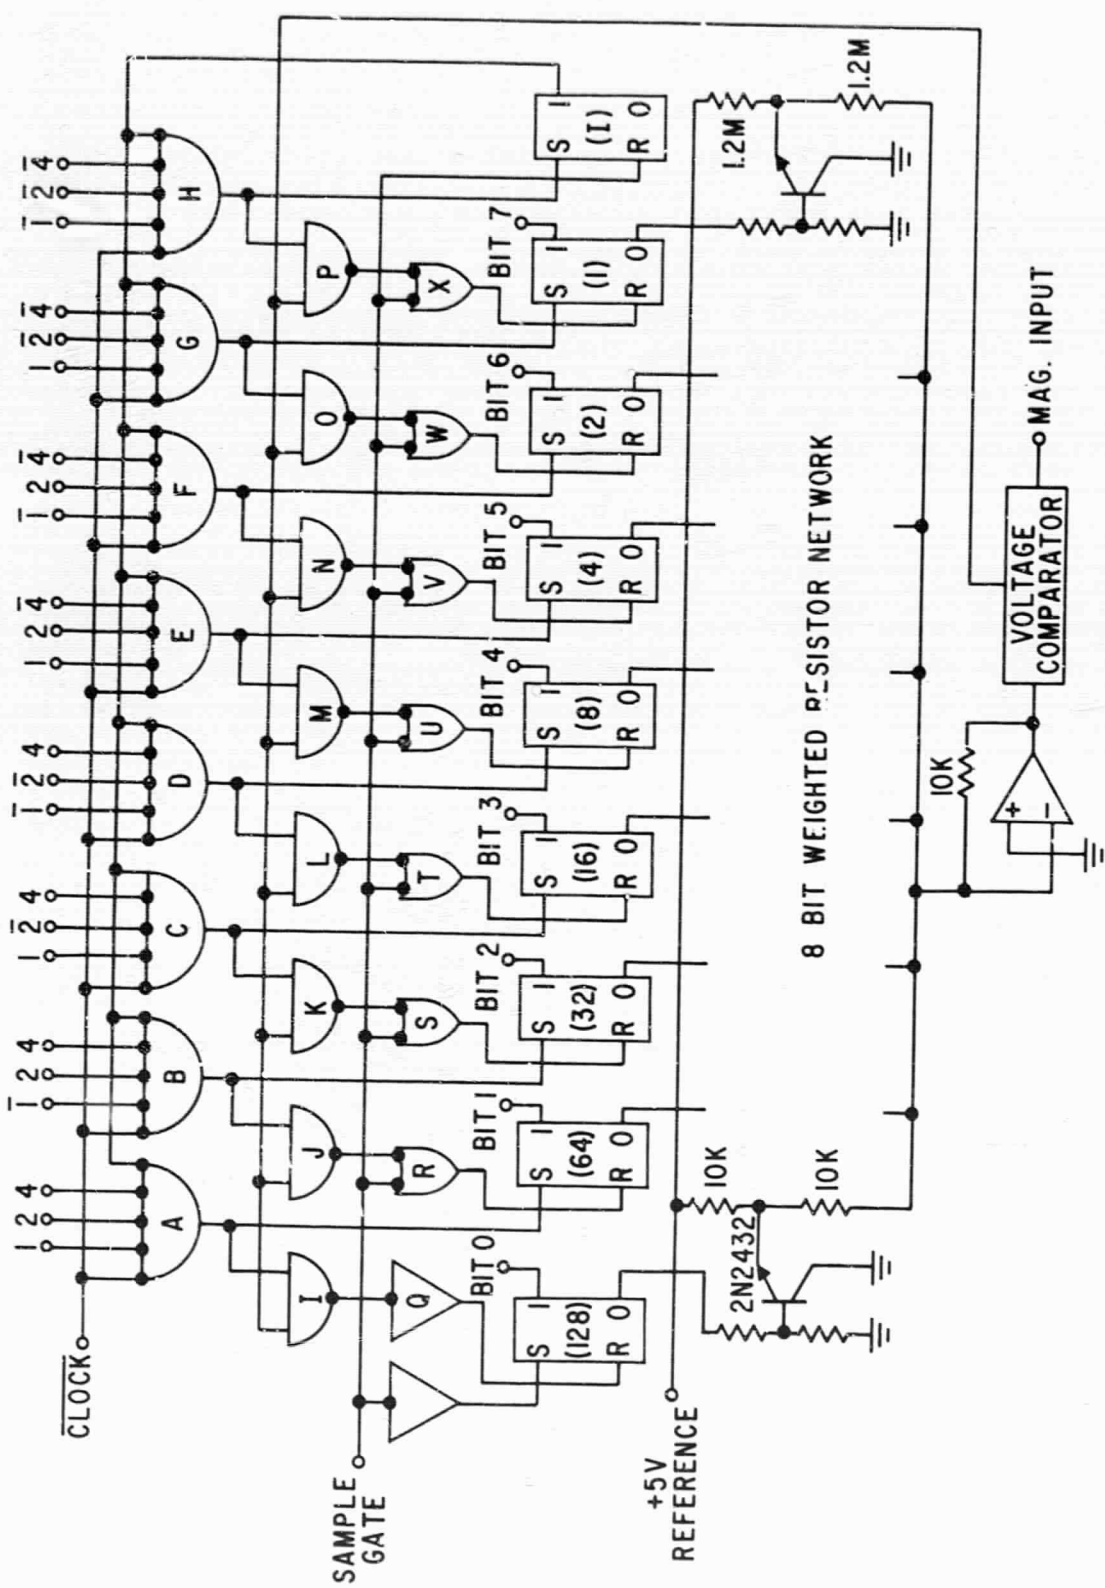 1 2 4 1̅ 2 4 1 2̅ 4 1̅ 2̅ 4 1 2 4̅ 1̅ 2 4̅ 1 2̅ 4̅ 1̅ 2̅ 4̅
C̅L̅O̅C̅K̅
A B C D E F G H
I J K L M N O P
SAMPLE
GATE
Q R S T U V W X
BIT 0 BIT 1 BIT 2 BIT 3 BIT 4 BIT 5 BIT 6 BIT 7
S 1 S 1 S 1 S 1 S 1 S 1 S 1 S 1 S 1
(128) (64) (32) (16) (8) (4) (2) (1) (I)
R 0 R 0 R 0 R 0 R 0 R 0 R 0 R 0 R 0
+5V
REFERENCE
10K
2N2432
10K
1.2M
1.2M
8 BIT WEIGHTED RESISTOR NETWORK
10K
+
-
VOLTAGE
COMPARATOR
MAG. INPUT